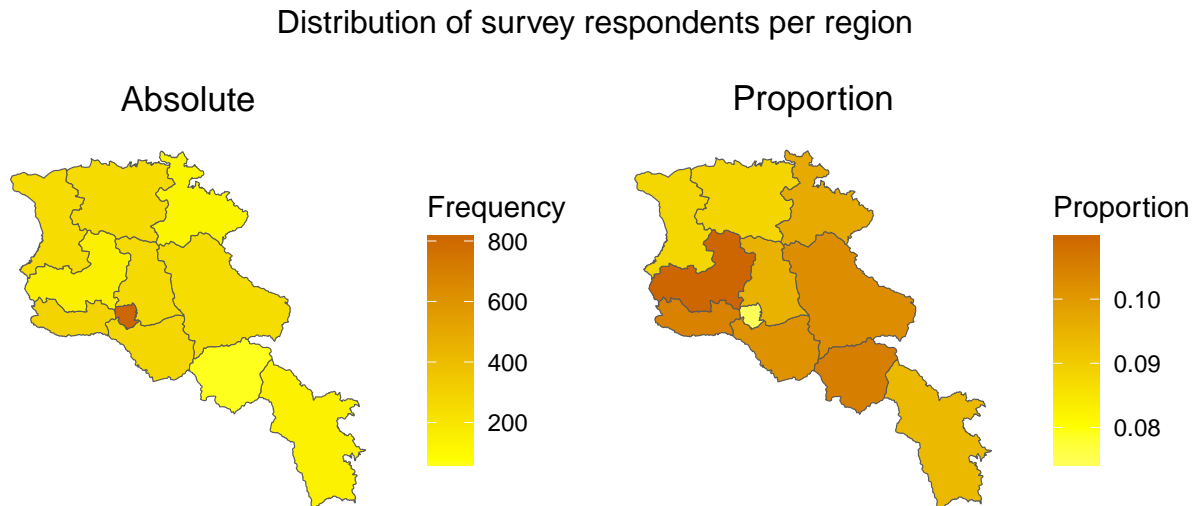 Distribution of survey respondents per region
Absolute
Proportion
Frequency
800
600
400
200
Proportion
0.10
0.09
0.08